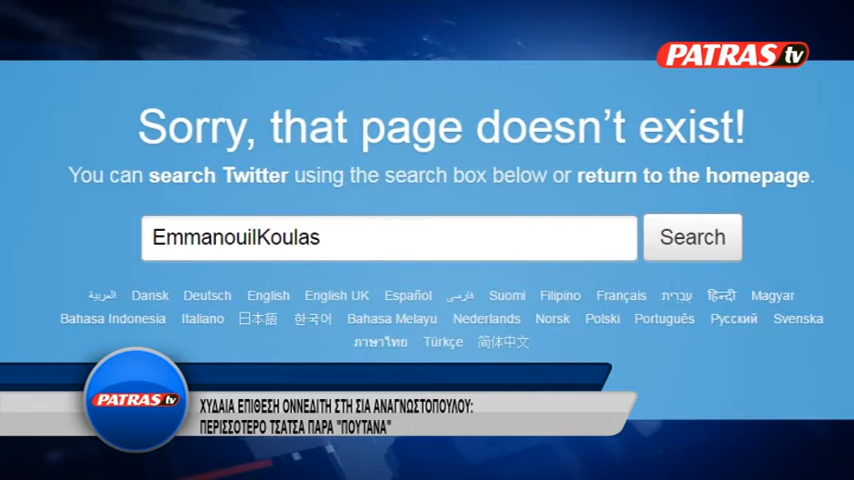 PATRAS tv
Sorry, that page doesn't exist!
You can search Twitter using the search box below or return to the homepage.
EmmanouilKoulas Search
العربية Dansk Deutsch English English UK Español فارسی Suomi Filipino Français עִבְרִית हिन्दी Magyar
Bahasa Indonesia Italiano 日本語 한국어 Bahasa Melayu Nederlands Norsk Polski Português Русский Svenska
ภาษาไทย Türkçe 简体中文
PATRAS tv
ΧΥΔΑΙΑ ΕΠΙΘΕΣΗ ΟΝΝΕΔΙΤΗ ΣΤΗ ΣΙΑ ΑΝΑΓΝΩΣΤΟΠΟΥΛΟΥ:
ΠΕΡΙΣΣΟΤΕΡΟ ΤΣΑΤΣΑ ΠΑΡΑ "ΠΟΥΤΑΝΑ"